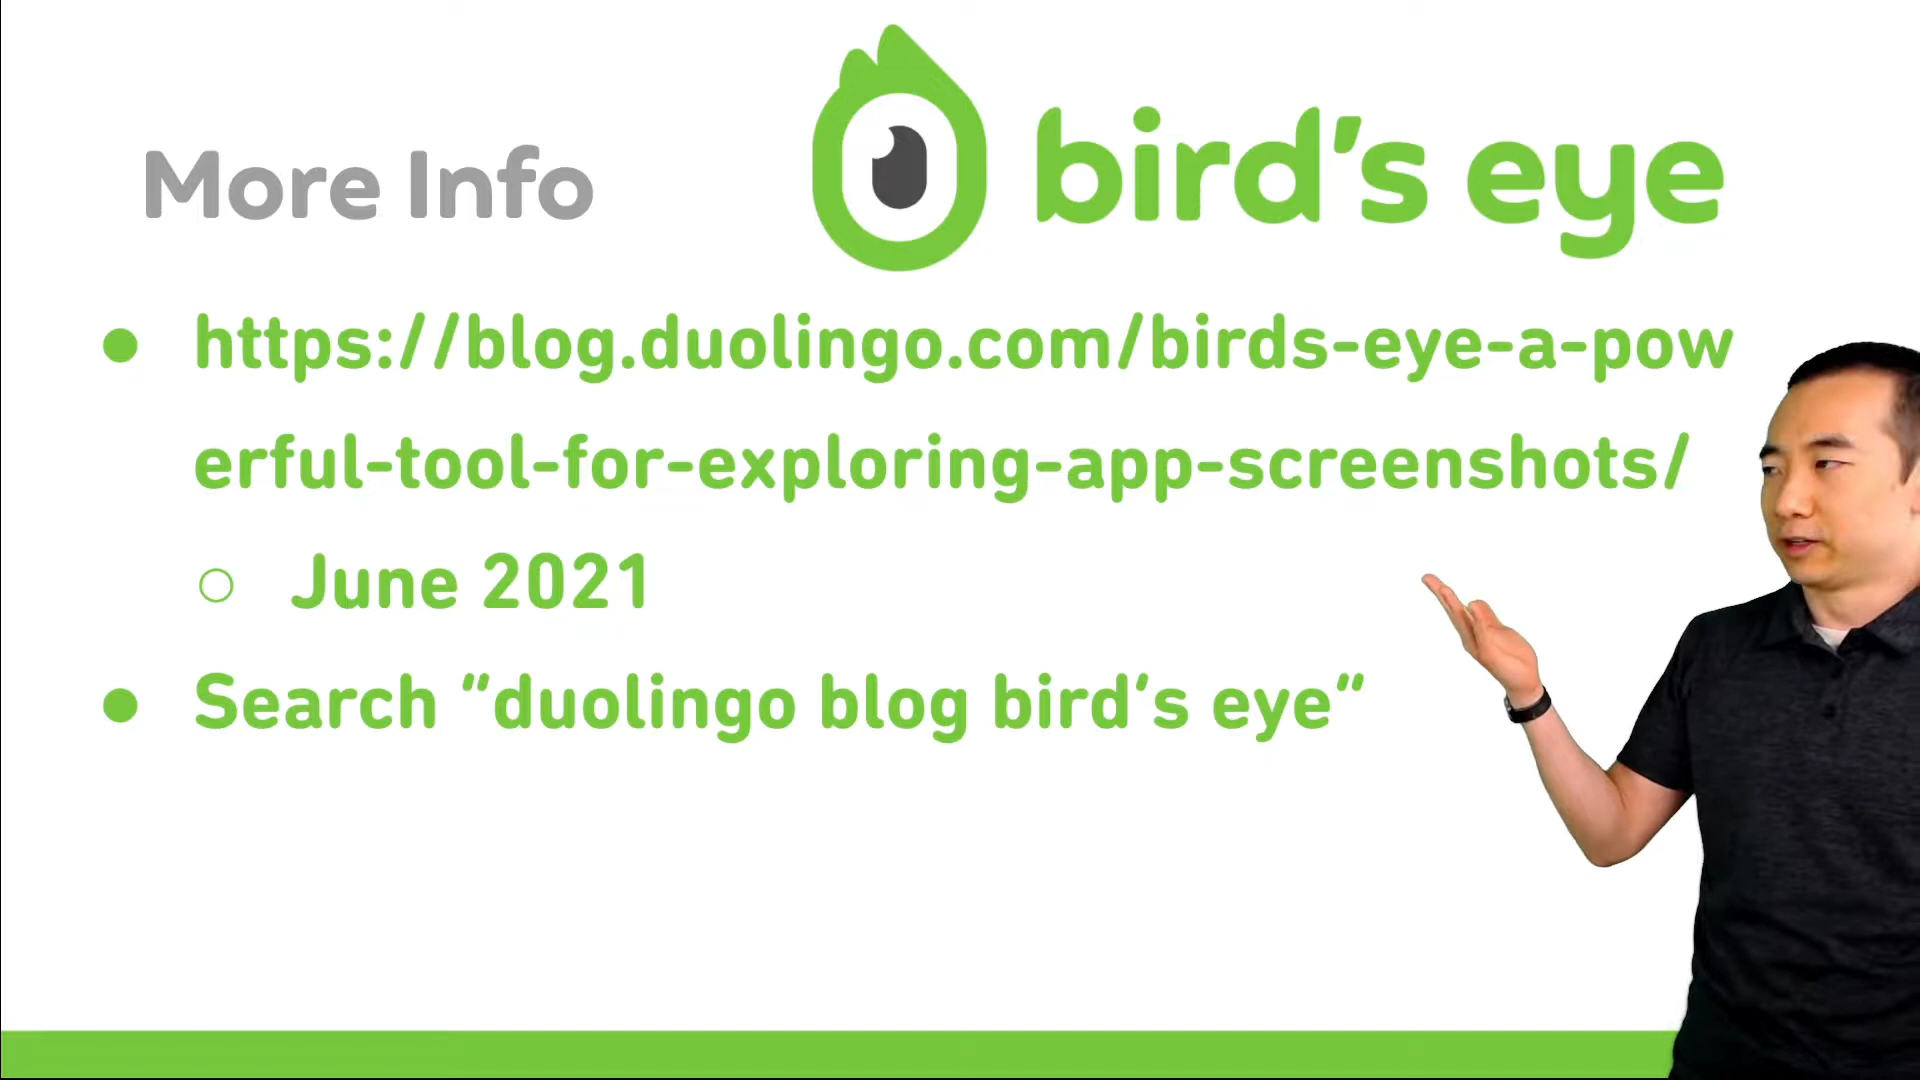 More Info
bird’s eye
https://blog.duolingo.com/birds-eye-a-pow
erful-tool-for-exploring-app-screenshots/
June 2021
Search “duolingo blog bird’s eye”